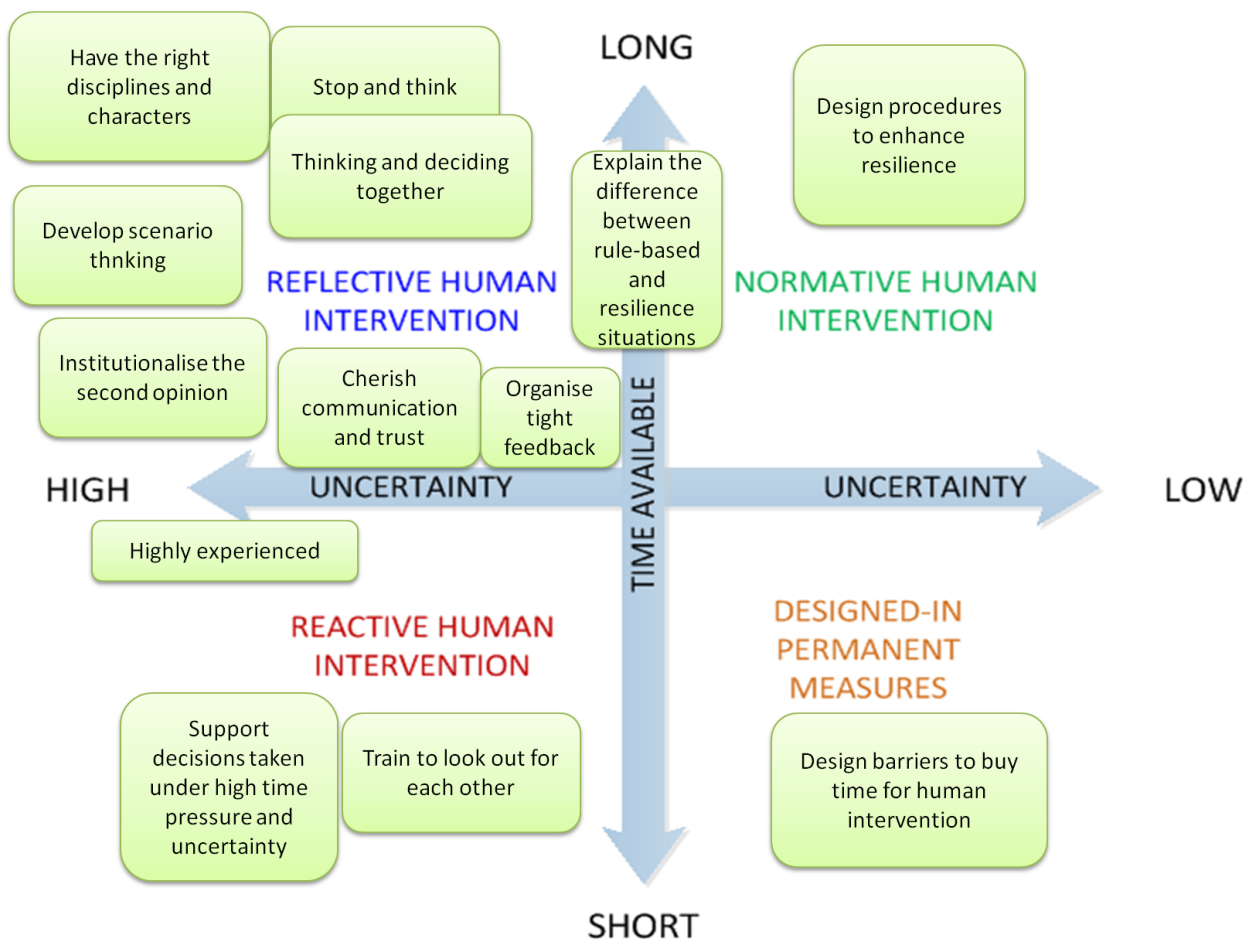 Have the right
disciplines and
characters
Stop and think
Thinking and deciding
together
LONG
Design procedures
to enhance
resilience
Explain the
difference
between
rule-based
and
resilience
situations
Develop scenario
thnking
REFLECTIVE HUMAN
INTERVENTION
NORMATIVE HUMAN
INTERVENTION
Institutionalise the
second opinion
Cherish
communication
and trust
Organise
tight
feedback
HIGH
UNCERTAINTY
TIME AVAILABLE
UNCERTAINTY
LOW
Highly experienced
REACTIVE HUMAN
INTERVENTION
DESIGNED-IN
PERMANENT
MEASURES
Support
decisions taken
under high time
pressure and
uncertainty
Train to look out for
each other
Design barriers to buy
time for human
intervention
SHORT